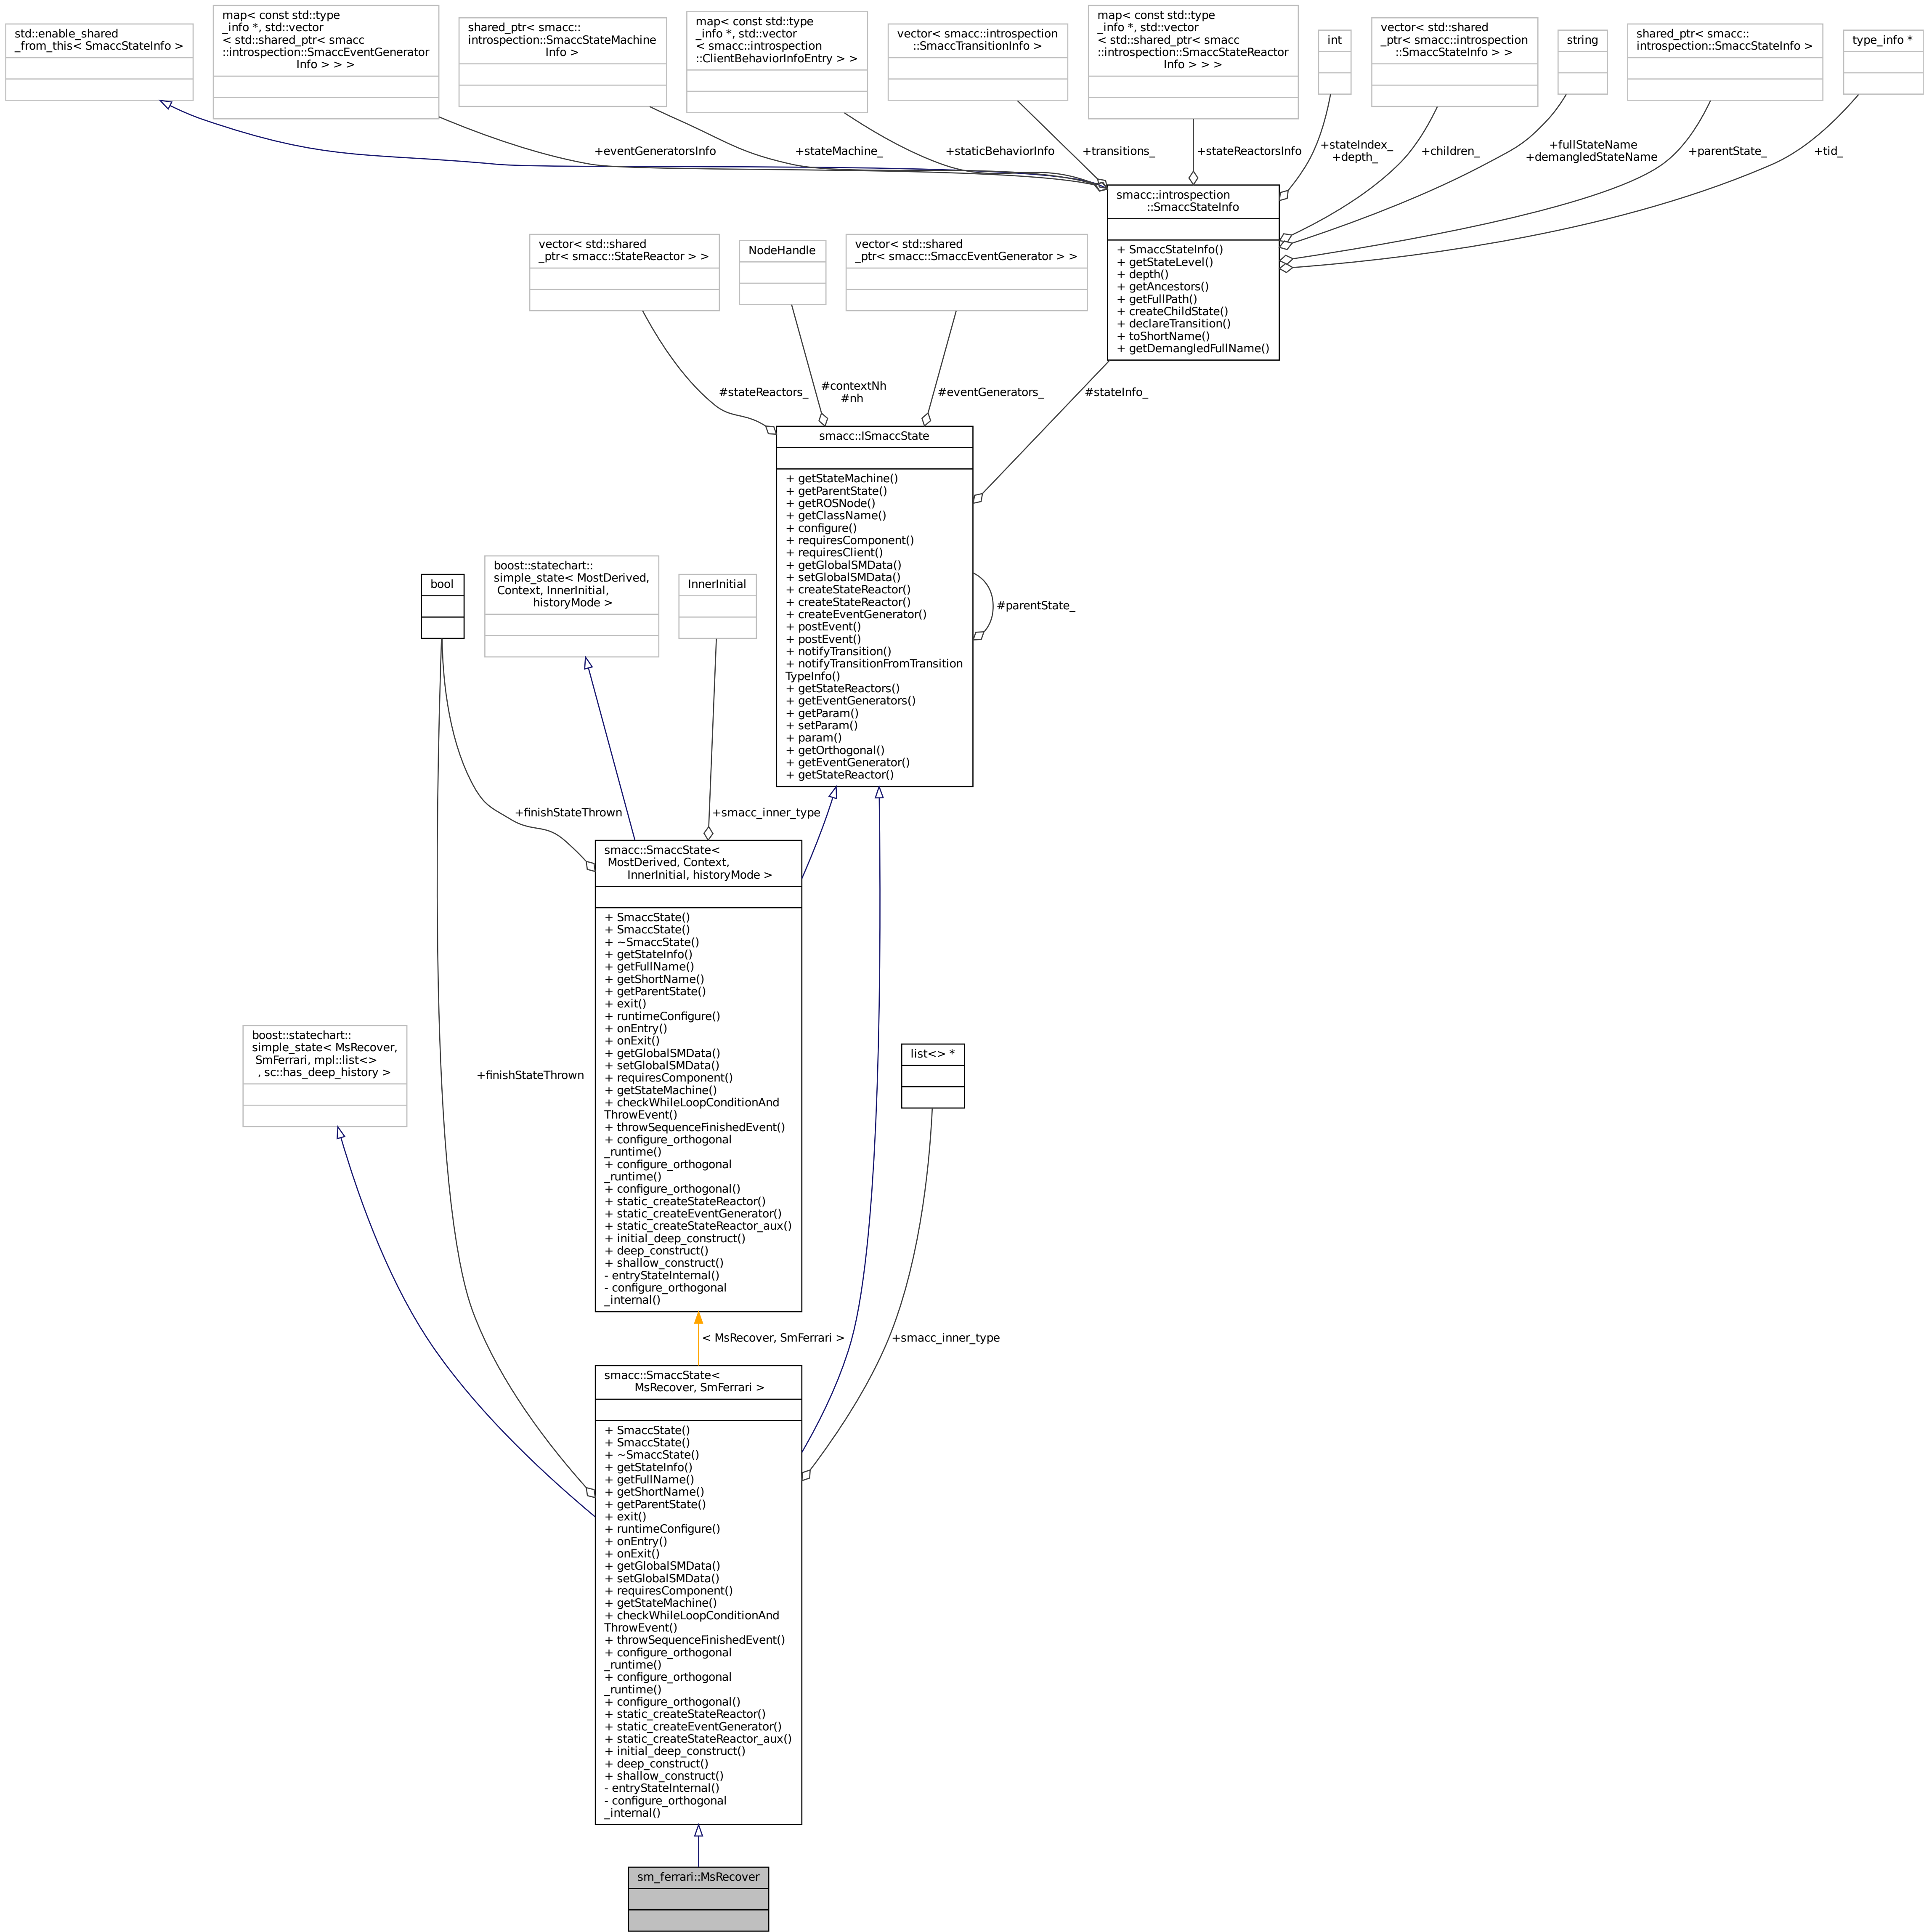 std::enable_shared
_from_this< SmaccStateInfo >
map< const std::type
_info *, std::vector
< std::shared_ptr< smacc
::introspection::SmaccEventGenerator
Info > > >
shared_ptr< smacc::
introspection::SmaccStateMachine
Info >
map< const std::type
_info *, std::vector
< smacc::introspection
::ClientBehaviorInfoEntry > >
vector< smacc::introspection
::SmaccTransitionInfo >
map< const std::type
_info *, std::vector
< std::shared_ptr< smacc
::introspection::SmaccStateReactor
Info > > >
int
vector< std::shared
_ptr< smacc::introspection
::SmaccStateInfo > >
string
shared_ptr< smacc::
introspection::SmaccStateInfo >
type_info *
+eventGeneratorsInfo
+stateMachine_
+staticBehaviorInfo
+transitions_
+stateReactorsInfo
+stateIndex_
+depth_
+children_
+fullStateName
+demangledStateName
+parentState_
+tid_
smacc::introspection
::SmaccStateInfo
+ SmaccStateInfo()
+ getStateLevel()
+ depth()
+ getAncestors()
+ getFullPath()
+ createChildState()
+ declareTransition()
+ toShortName()
+ getDemangledFullName()
vector< std::shared
_ptr< smacc::StateReactor > >
NodeHandle
vector< std::shared
_ptr< smacc::SmaccEventGenerator > >
#stateReactors_
#contextNh
#nh
#eventGenerators_
#stateInfo_
smacc::ISmaccState
+ getStateMachine()
+ getParentState()
+ getROSNode()
+ getClassName()
+ configure()
+ requiresComponent()
+ requiresClient()
+ getGlobalSMData()
+ setGlobalSMData()
+ createStateReactor()
+ createStateReactor()
+ createEventGenerator()
+ postEvent()
+ postEvent()
+ notifyTransition()
+ notifyTransitionFromTransition
TypeInfo()
+ getStateReactors()
+ getEventGenerators()
+ getParam()
+ setParam()
+ param()
+ getOrthogonal()
+ getEventGenerator()
+ getStateReactor()
#parentState_
bool
boost::statechart::
simple_state< MostDerived,
Context, InnerInitial,
historyMode >
InnerInitial
+finishStateThrown
+smacc_inner_type
smacc::SmaccState<
MostDerived, Context,
InnerInitial, historyMode >
+ SmaccState()
+ SmaccState()
+ ~SmaccState()
+ getStateInfo()
+ getFullName()
+ getShortName()
+ getParentState()
+ exit()
+ runtimeConfigure()
+ onEntry()
+ onExit()
+ getGlobalSMData()
+ setGlobalSMData()
+ requiresComponent()
+ getStateMachine()
+ checkWhileLoopConditionAnd
ThrowEvent()
+ throwSequenceFinishedEvent()
+ configure_orthogonal
_runtime()
+ configure_orthogonal
_runtime()
+ configure_orthogonal()
+ static_createStateReactor()
+ static_createEventGenerator()
+ static_createStateReactor_aux()
+ initial_deep_construct()
+ deep_construct()
+ shallow_construct()
- entryStateInternal()
- configure_orthogonal
_internal()
boost::statechart::
simple_state< MsRecover,
SmFerrari, mpl::list<>
, sc::has_deep_history >
+finishStateThrown
list<> *
< MsRecover, SmFerrari >
+smacc_inner_type
smacc::SmaccState<
MsRecover, SmFerrari >
+ SmaccState()
+ SmaccState()
+ ~SmaccState()
+ getStateInfo()
+ getFullName()
+ getShortName()
+ getParentState()
+ exit()
+ runtimeConfigure()
+ onEntry()
+ onExit()
+ getGlobalSMData()
+ setGlobalSMData()
+ requiresComponent()
+ getStateMachine()
+ checkWhileLoopConditionAnd
ThrowEvent()
+ throwSequenceFinishedEvent()
+ configure_orthogonal
_runtime()
+ configure_orthogonal
_runtime()
+ configure_orthogonal()
+ static_createStateReactor()
+ static_createEventGenerator()
+ static_createStateReactor_aux()
+ initial_deep_construct()
+ deep_construct()
+ shallow_construct()
- entryStateInternal()
- configure_orthogonal
_internal()
sm_ferrari::MsRecover